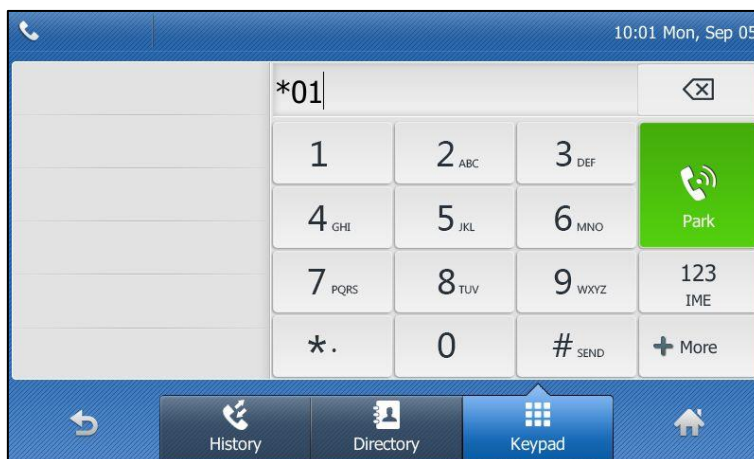 10:01 Mon, Sep 05
*01
1
2 ABC
3 DEF
Park
4 GHI
5 JKL
6 MNO
7 PQRS
8 TUV
9 WXYZ
123
IME
*.
0
# SEND
+ More
History
Directory
Keypad